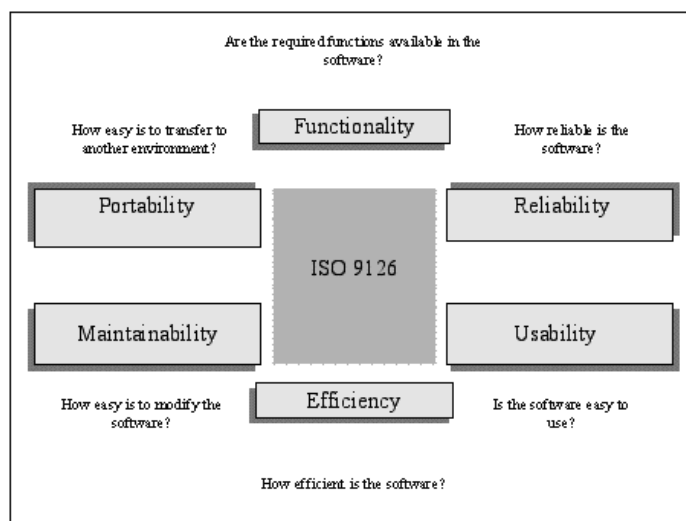 Are the required functions available in the
software?
Functionality
How easy is to transfer to
another environment?
How reliable is the
software?
Portability
Reliability
ISO 9126
Maintainability
Usability
Efficiency
How easy is to modify the
software?
Is the software easy to
use?
How efficient is the software?